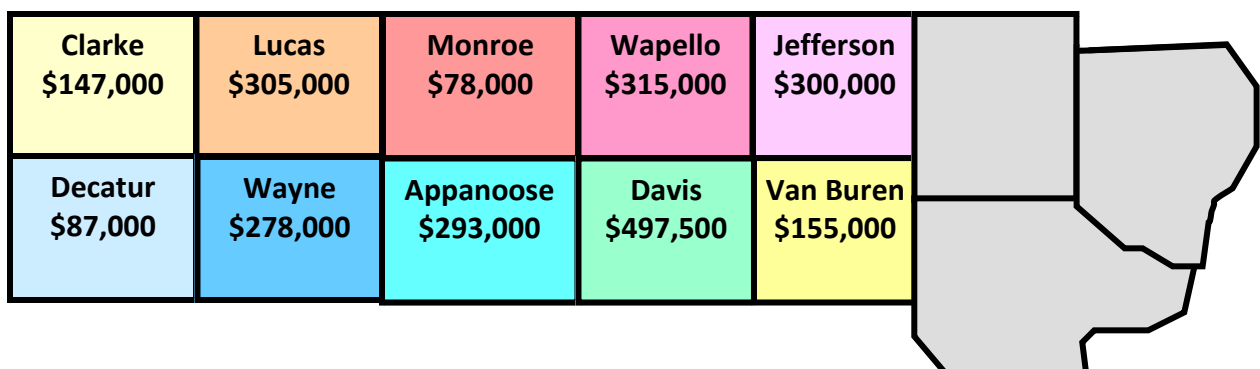 Clarke
$147,000
Lucas
$305,000
Monroe
$78,000
Wapello
$315,000
Jefferson
$300,000
Decatur
$87,000
Wayne
$278,000
Appanoose
$293,000
Davis
$497,500
Van Buren
$155,000